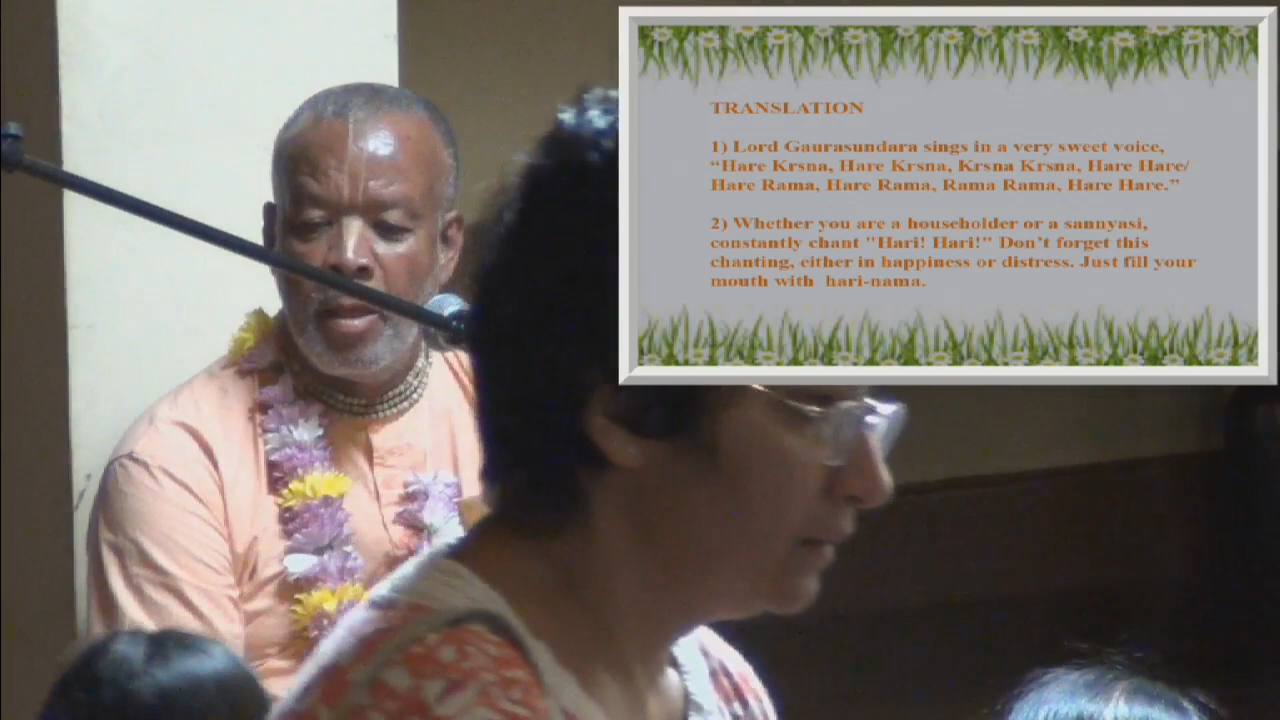 TRANSLATION
1) Lord Gaurasundara sings in a very sweet voice,
“Hare Krsna, Hare Krsna, Krsna Krsna, Hare Hare/
Hare Rama, Hare Rama, Rama Rama, Hare Hare.”
2) Whether you are a householder or a sannyasi,
constantly chant "Hari! Hari!" Don't forget this
chanting, either in happiness or distress. Just fill your
mouth with hari-nama.